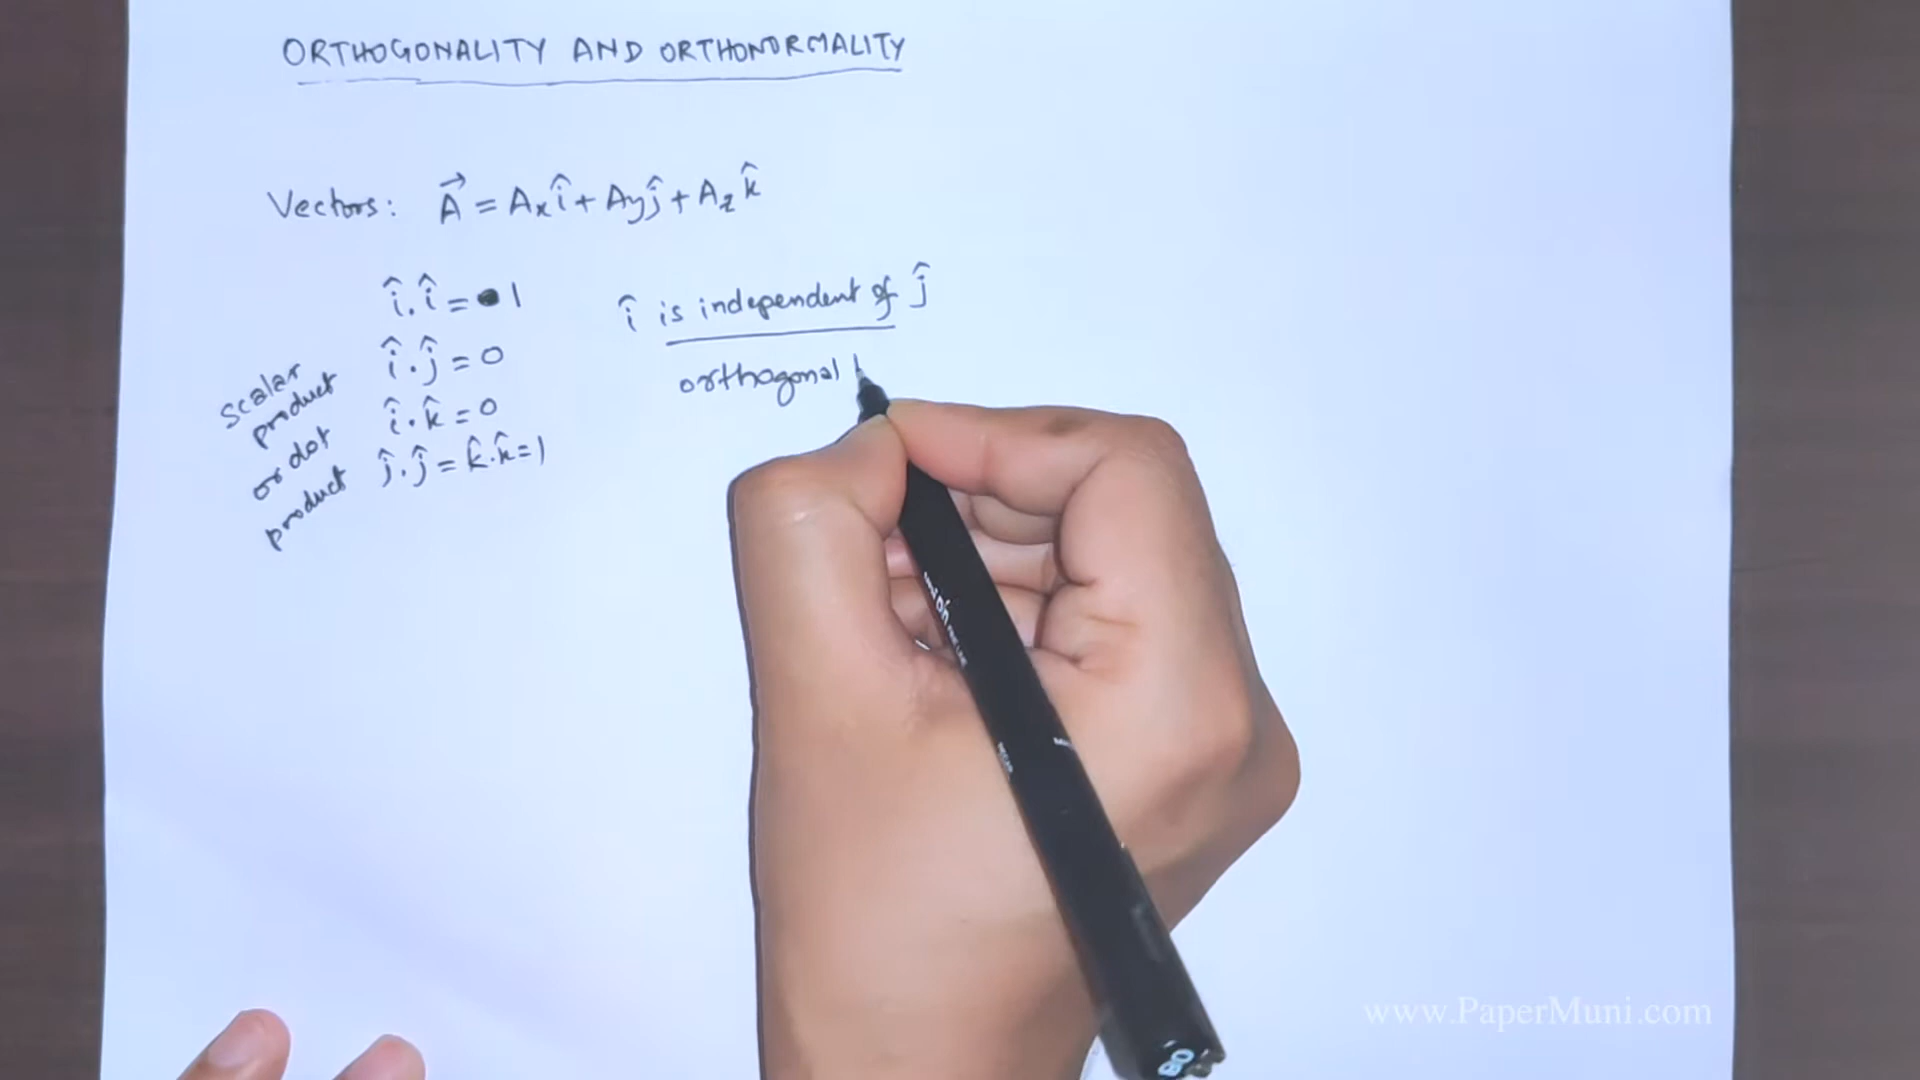 ORTHOGONALITY AND ORTHONORMALITY
Vectors: A⃗ = Aₓî + Ayĵ + A_z k̂
î.î = 1
î.ĵ = 0
î.k̂ = 0
ĵ.ĵ = k̂.k̂ = 1
scalar
product
or dot
product
î is independent of ĵ
orthogonal
www.PaperMuni.com